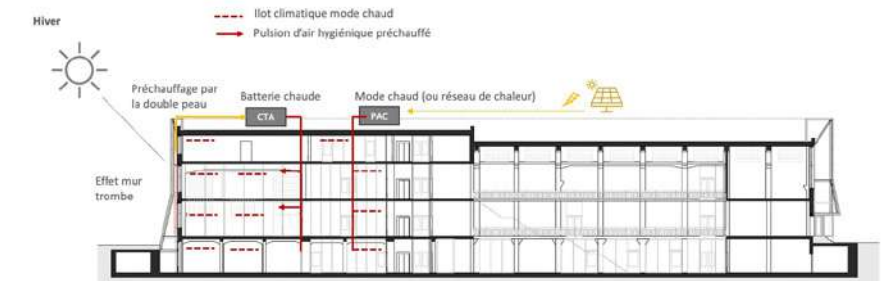 Hiver
Ilot climatique mode chaud
Pulsion d'air hygiénique préchauffé
Préchauffage par
la double peau
Batterie chaude
Mode chaud (ou réseau de chaleur)
CTA
PAC
Effet mur
trombe